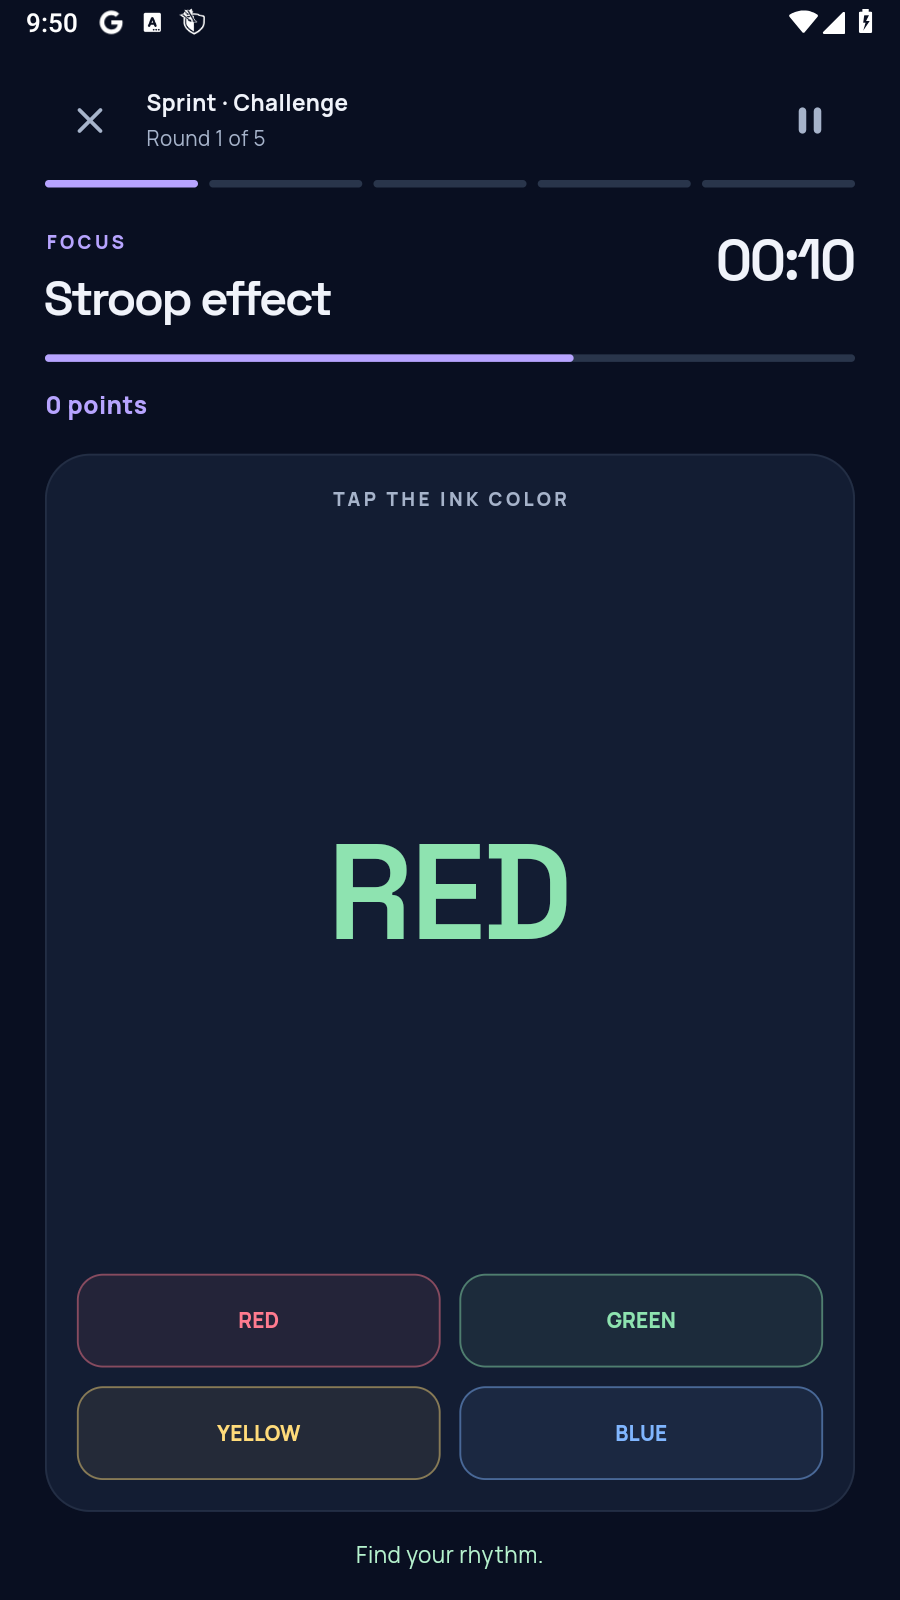 9:50
Sprint · Challenge
Round 1 of 5
FOCUS
00:10
Stroop effect
0 points
TAP THE INK COLOR
RED
RED
GREEN
YELLOW
BLUE
Find your rhythm.